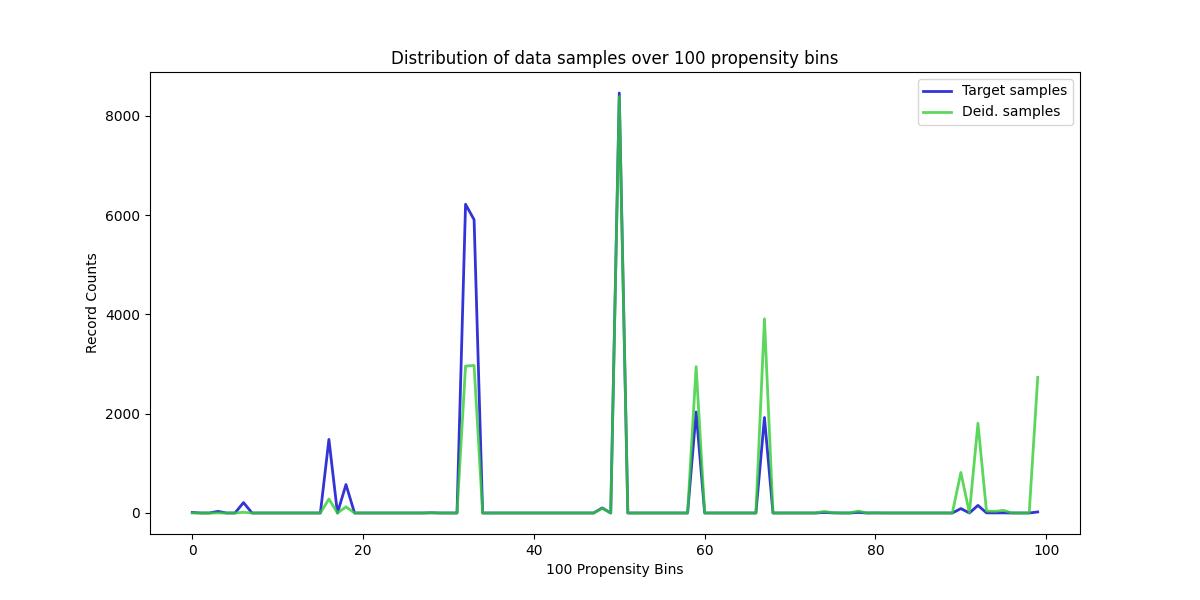 Distribution of data samples over 100 propensity bins
Target samples
Deid. samples
8000
6000
4000
2000
0
Record Counts
0 20 40 60 80 100
100 Propensity Bins